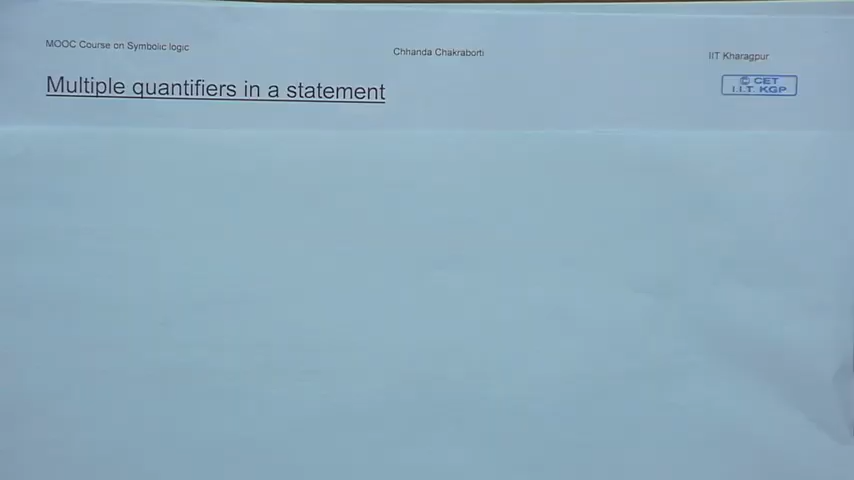 MOOC Course on Symbolic logic
Chhanda Chakraborti
IIT Kharagpur
Multiple quantifiers in a statement
© CET
I.I.T. KGP